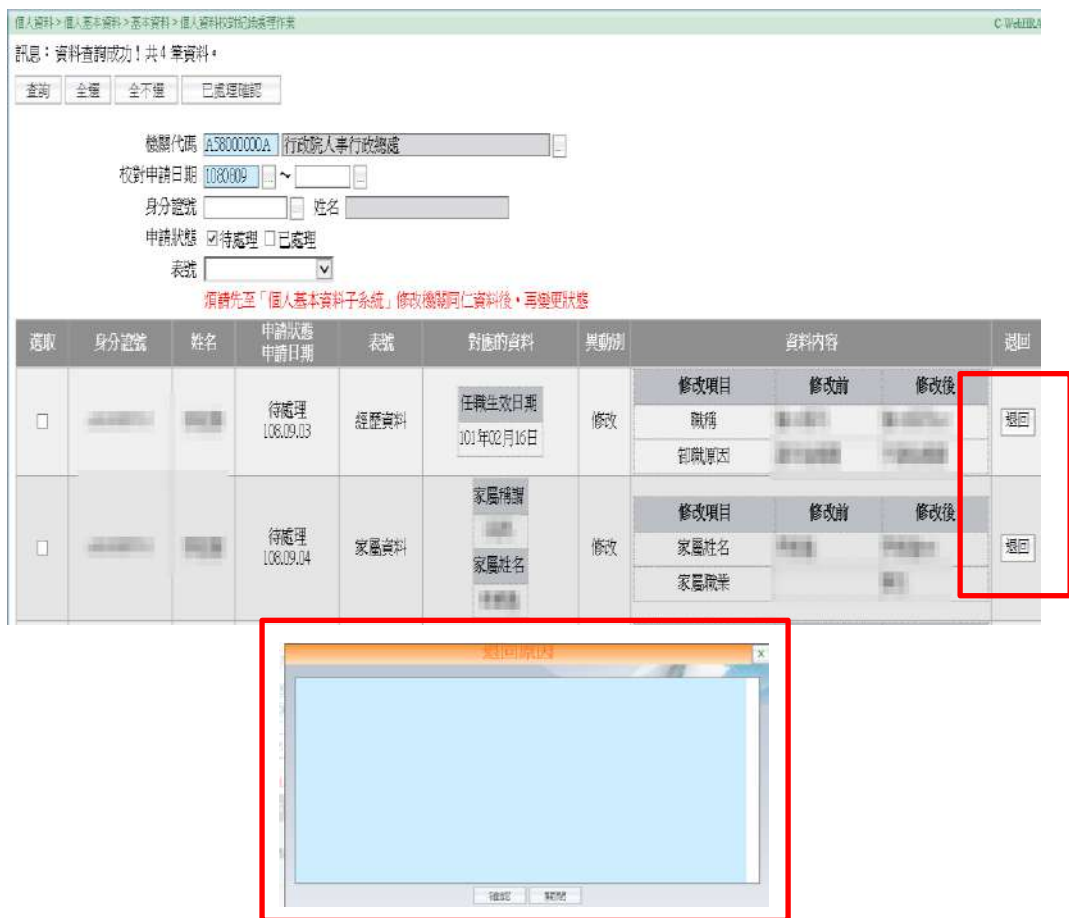 個人資料>個人基本資料>基本資料>個人資料校對紀錄處理作業 C-WebHRA
訊息：資料查詢成功！共4 筆資料。
查詢 全選 全不選 已處理確認
機關代碼 A58000000A 行政院人事行政總處 ...
校對申請日期 1080809 ... ~ ...
身分證號 ... 姓名
申請狀態 ☑待處理 □已處理
表號
煩請先至「個人基本資料子系統」修改機關同仁資料後，再變更狀態
選取 身分證號 姓名 申請狀態 申請日期 表號 對應的資料 異動別 資料內容 退回
待處理 108.09.03 經歷資料 任職生效日期 101年02月16日 修改 修改項目 修改前 修改後 退回
職稱
卸職原因
待處理 108.09.04 家屬資料 家屬稱謂 家屬姓名 修改 修改項目 修改前 修改後 退回
家屬姓名
家屬職業
退回原因
x
確認 關閉